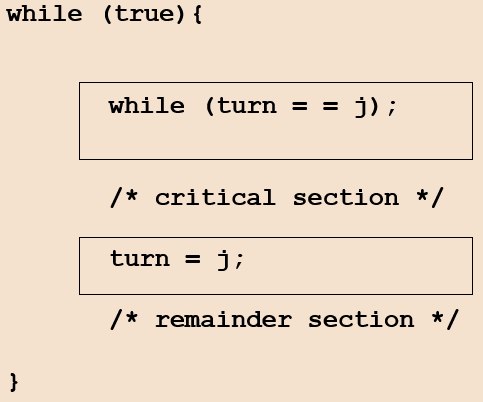 while (true){
while (turn = = j);
/* critical section */
turn = j;
/* remainder section */
}